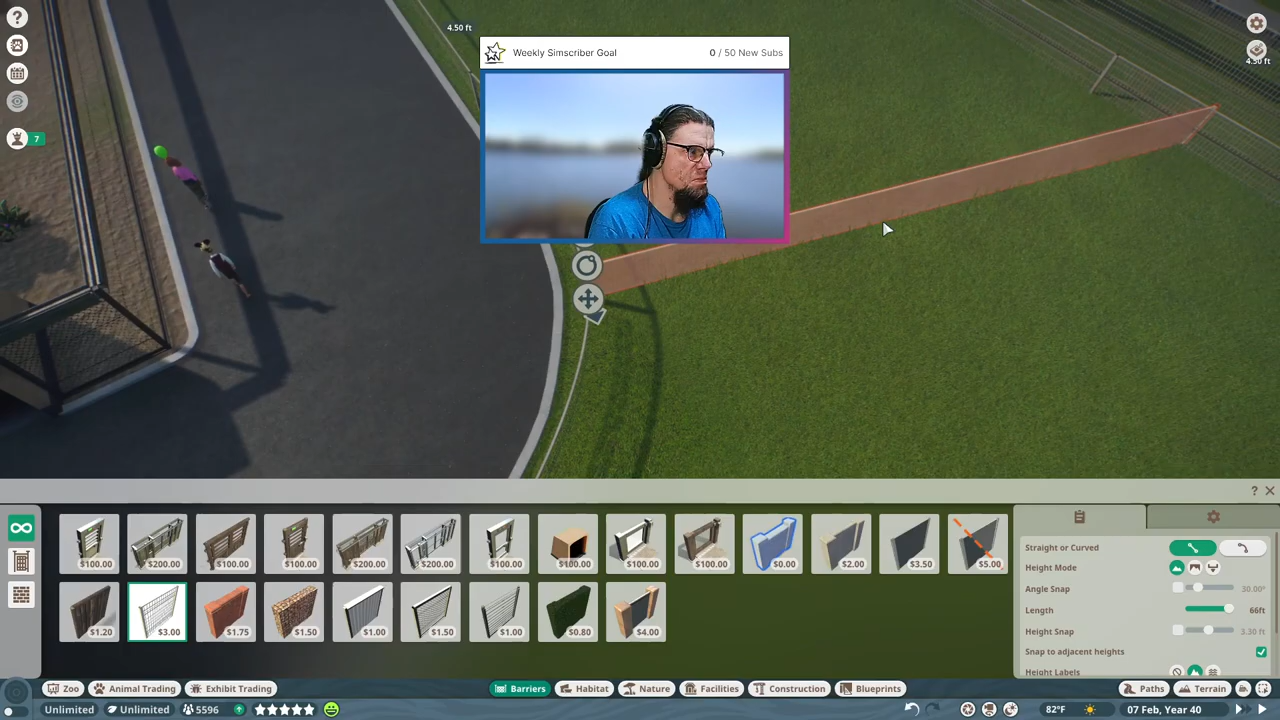 4.50 ft
Weekly Simscriber Goal 0 / 50 New Subs
4.50 ft
7
$100.00 $200.00 $100.00 $100.00 $200.00 $200.00 $100.00 $100.00 $100.00 $100.00 $0.00 $2.00 $3.50 $5.00
$1.20 $3.00 $1.75 $1.50 $1.00 $1.50 $1.00 $0.80 $4.00
Straight or Curved
Height Mode
Angle Snap 30.00°
Length 66ft
Height Snap 3.30 ft
Snap to adjacent heights
Height Labels
Zoo Animal Trading Exhibit Trading Barriers Habitat Nature Facilities Construction Blueprints Paths Terrain
Unlimited Unlimited 5596 82°F 07 Feb, Year 40